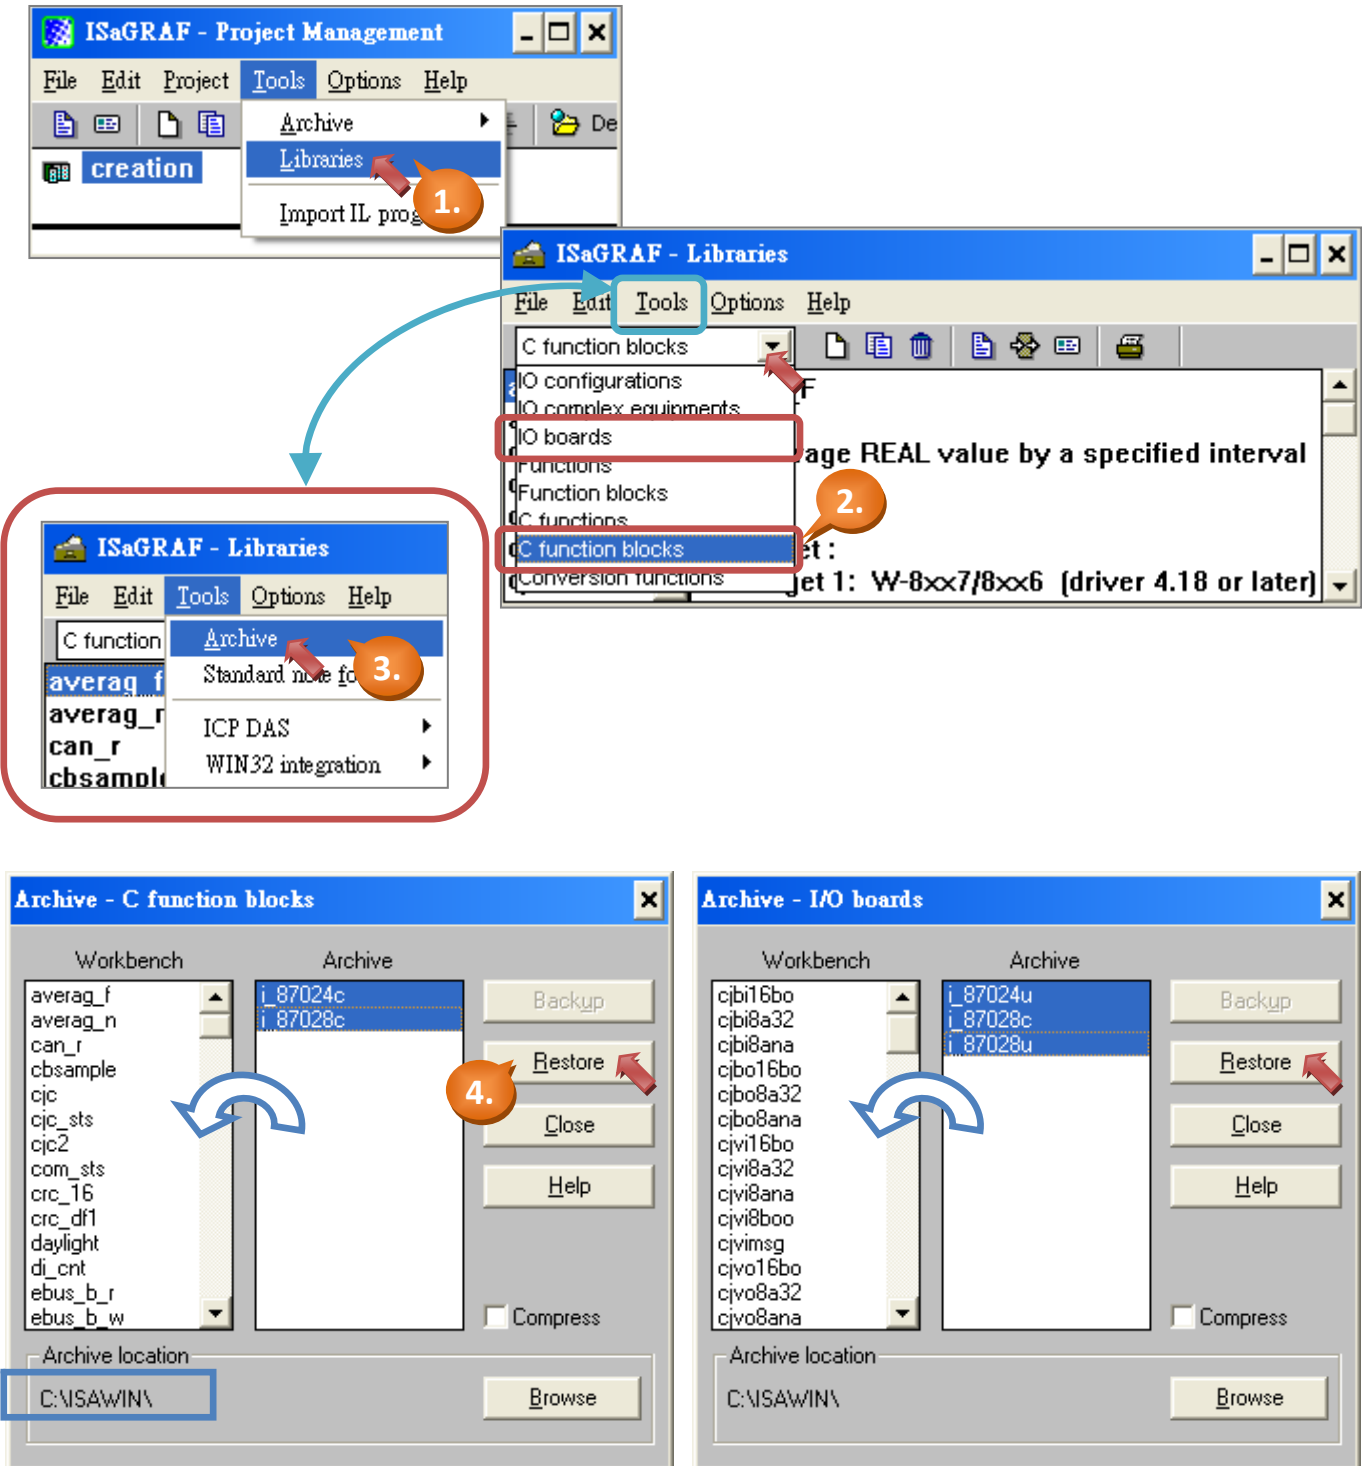 ISaGRAF - Project Management
File Edit Project Tools Options Help
De
Archive
creation
Libraries
1.
Import IL prog
ISaGRAF - Libraries
File Edit Tools Options Help
C function blocks
IO configurations
IO complex equipments
IO boards
rage REAL value by a specified interval
Functions
Function blocks
2.
C functions
C function blocks
et :
Conversion functions
get 1: W-8xx7/8xx6 (driver 4.18 or later)
ISaGRAF - Libraries
File Edit Tools Options Help
C function
Archive
3.
averag_f
Standard note fo
averag_n
ICP DAS
can_r
WIN32 integration
cbsample
Archive - C function blocks
Workbench Archive
averag_f
averag_n
can_r
cbsample
cjc
cjc_sts
cjc2
com_sts
crc_16
crc_df1
daylight
di_cnt
ebus_b_r
ebus_b_w
i_87024c
i_87028c
Backup
Restore
4.
Close
Help
Compress
Archive location
C:\ISAWIN\
Browse
Archive - I/O boards
Workbench Archive
cjbi16bo
cjbi8a32
cjbi8ana
cjbo16bo
cjbo8a32
cjbo8ana
cjvi16bo
cjvi8a32
cjvi8ana
cjvi8boo
cjvimsg
cjvo16bo
cjvo8a32
cjvo8ana
i_87024u
i_87028c
i_87028u
Backup
Restore
Close
Help
Compress
Archive location
C:\ISAWIN\
Browse